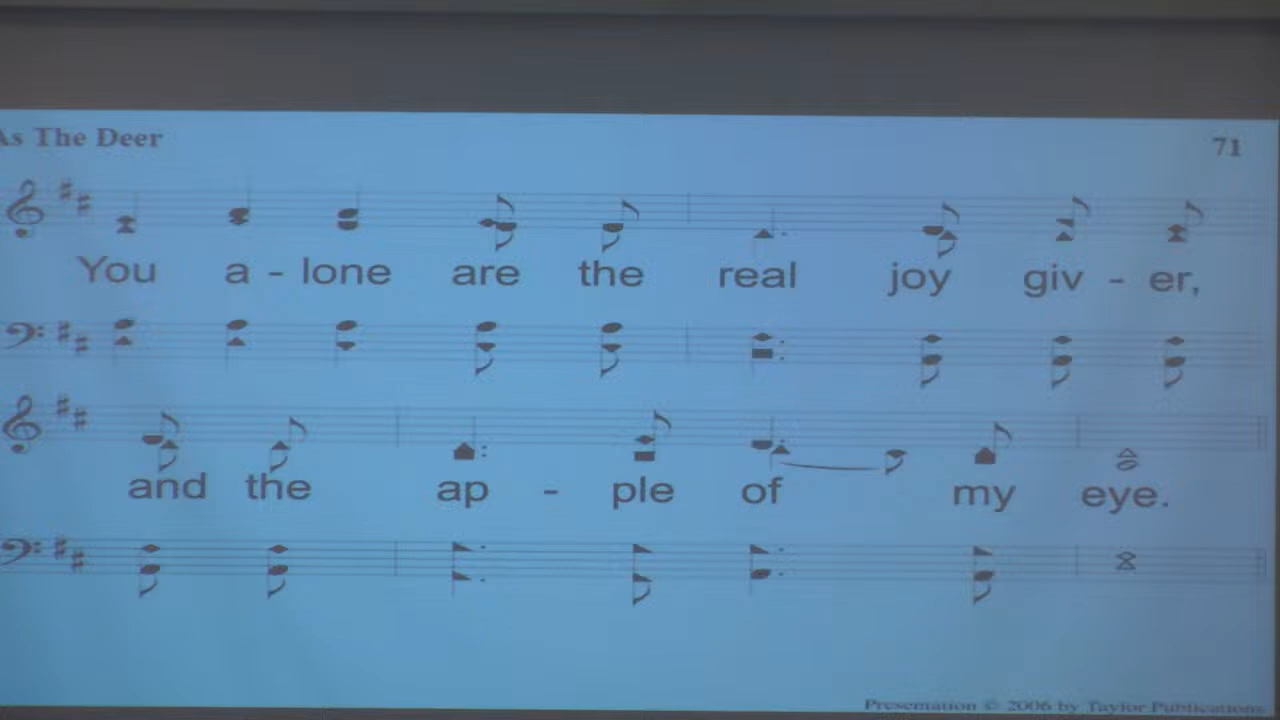 As The Deer
71
You a - lone are the real joy giv - er,
and the ap - ple of my eye.
Presentation © 2006 by Taylor Publications